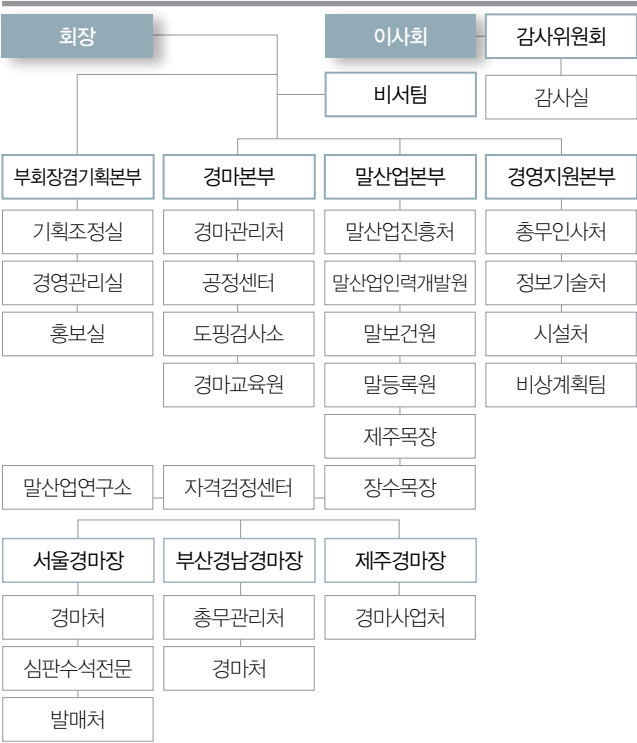 회장
이사회
감사위원회
비서팀
감사실
부회장겸기획본부
경마본부
말산업본부
경영지원본부
기획조정실
경마관리처
말산업진흥처
총무인사처
경영관리실
공정센터
말산업인력개발원
정보기술처
홍보실
도핑검사소
말보건원
시설처
경마교육원
말등록원
비상계획팀
제주목장
말산업연구소
자격검정센터
장수목장
서울경마장
부산경남경마장
제주경마장
경마처
총무관리처
경마사업처
심판수석전문
경마처
발매처